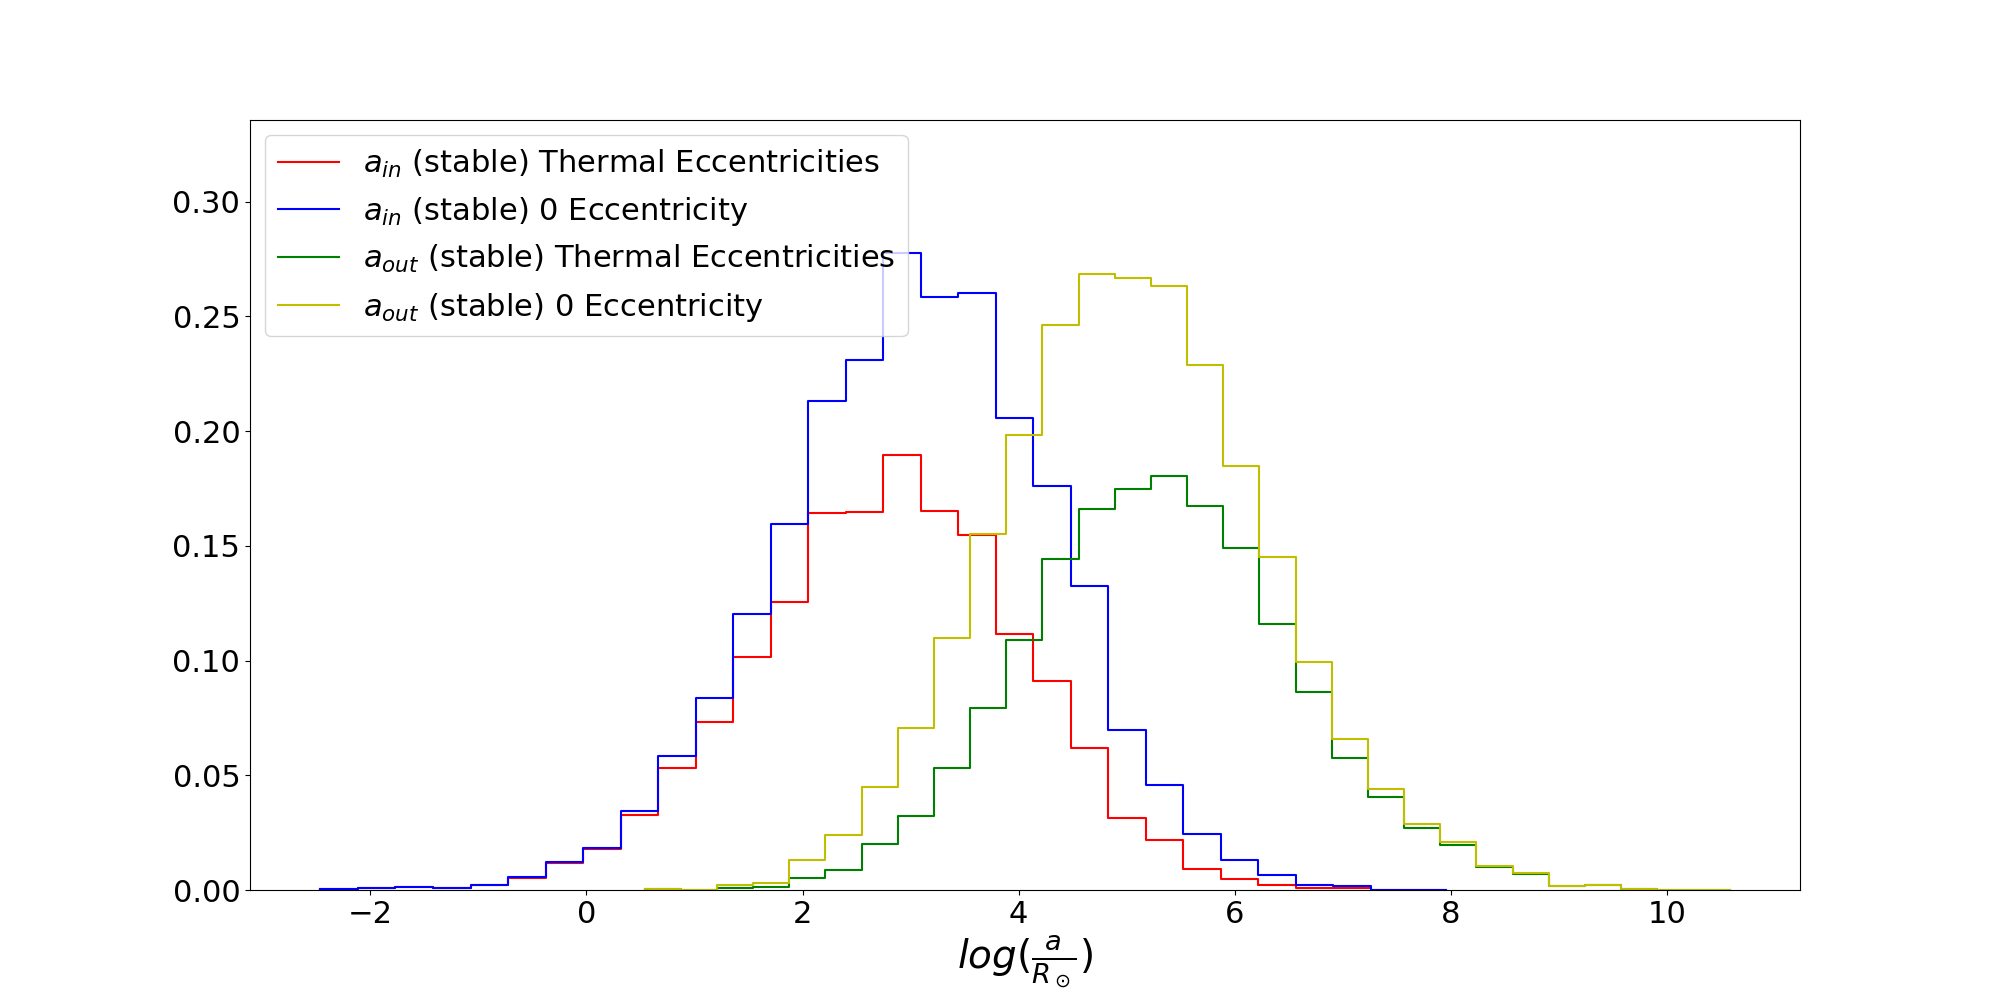 a_in (stable) Thermal Eccentricities
a_in (stable) 0 Eccentricity
a_out (stable) Thermal Eccentricities
a_out (stable) 0 Eccentricity
0.30
0.25
0.20
0.15
0.10
0.05
0.00
−2 0 2 4 6 8 10
log(a/R_⊙)